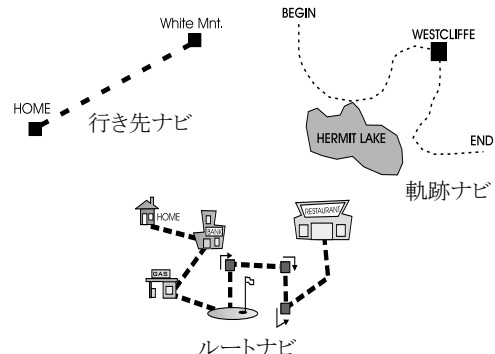 White Mnt.
HOME
行き先ナビ
BEGIN
WESTCLIFFE
HERMIT LAKE
END
軌跡ナビ
HOME
BANK
RESTAURANT
GAS
ルートナビ